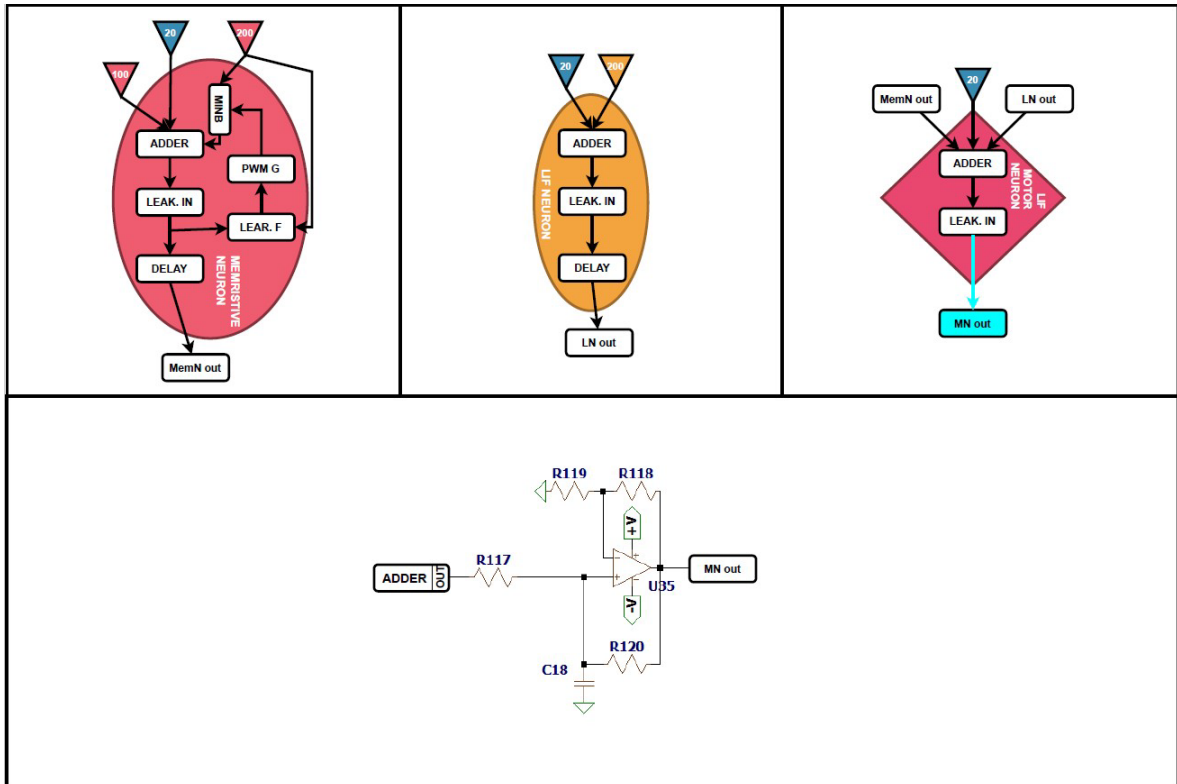 20
200
100
MINB
ADDER
PWM G
LEAK. IN
LEAR. F
DELAY
MEMRISTIVE
NEURON
MemN out
20
200
ADDER
LEAK. IN
DELAY
LIF NEURON
LN out
20
MemN out
LN out
ADDER
LEAK. IN
LIF
MOTOR
NEURON
MN out
R119
R118
A+
R117
ADDER
OUT
U35
MN out
A-
R120
C18